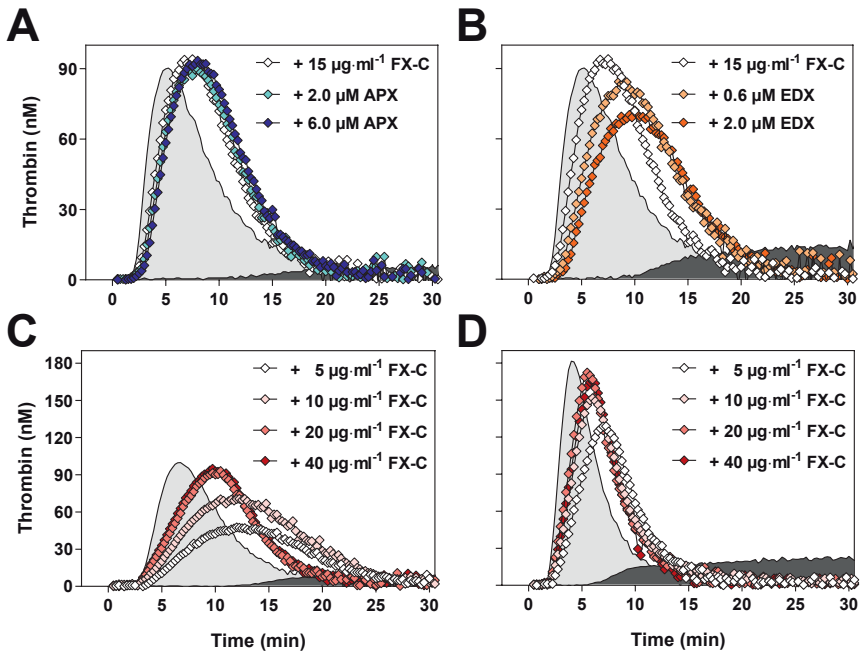 A
Thrombin (nM)
90
60
30
0
0 5 10 15 20 25 30
+ 15 µg·ml⁻¹ FX-C
+ 2.0 µM APX
+ 6.0 µM APX
B
0 5 10 15 20 25 30
+ 15 µg·ml⁻¹ FX-C
+ 0.6 µM EDX
+ 2.0 µM EDX
C
Thrombin (nM)
180
150
120
90
60
30
0
0 5 10 15 20 25 30
Time (min)
+ 5 µg·ml⁻¹ FX-C
+ 10 µg·ml⁻¹ FX-C
+ 20 µg·ml⁻¹ FX-C
+ 40 µg·ml⁻¹ FX-C
D
0 5 10 15 20 25 30
Time (min)
+ 5 µg·ml⁻¹ FX-C
+ 10 µg·ml⁻¹ FX-C
+ 20 µg·ml⁻¹ FX-C
+ 40 µg·ml⁻¹ FX-C